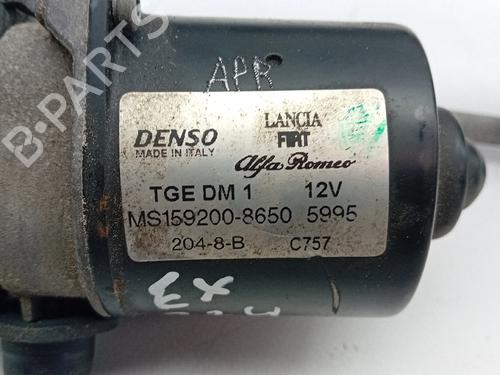 APR
LANCIA
DENSO FIAT
MADE IN ITALY Alfa Romeo
TGE DM 1 12V
MS159200-8650 5995
204-8-B C757
B-PARTS